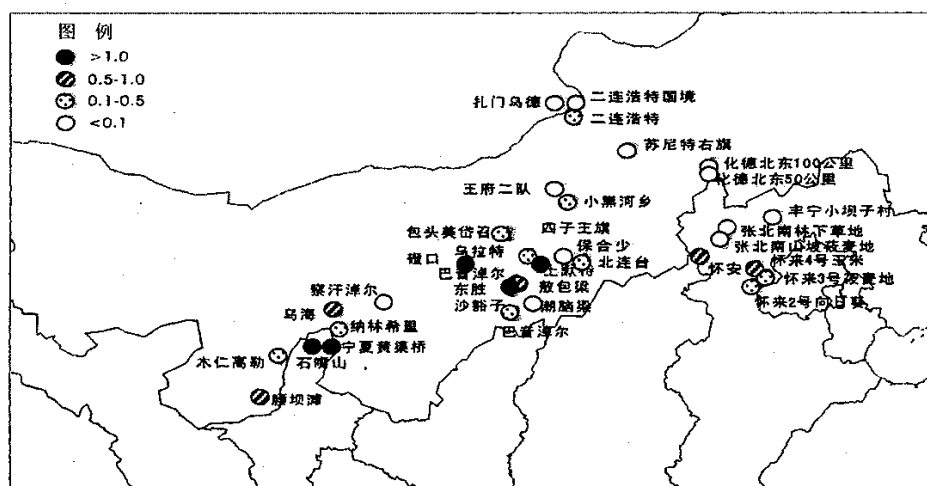 图 例
>1.0
0.5-1.0
0.1-0.5
<0.1
扎门乌德
二连浩特国境
二连浩特
苏尼特右旗
化德北东100公里
化德北东50公里
王府二队
小黑河乡
丰宁小坝子村
张北南林下草地
张北南山坡莜麦地
包头美岱召
四子王旗
乌拉特
保合少
磴口
土默特
北连台
怀安
怀来4号玉米
怀来3号
怀来2号向日葵
巴音淖尔
东胜
敖包梁
沙裕子
潮脑梁
巴音淖尔
察汗淖尔
乌海
纳林希里
宁夏黄渠桥
石嘴山
木仁高勒
腰坝滩